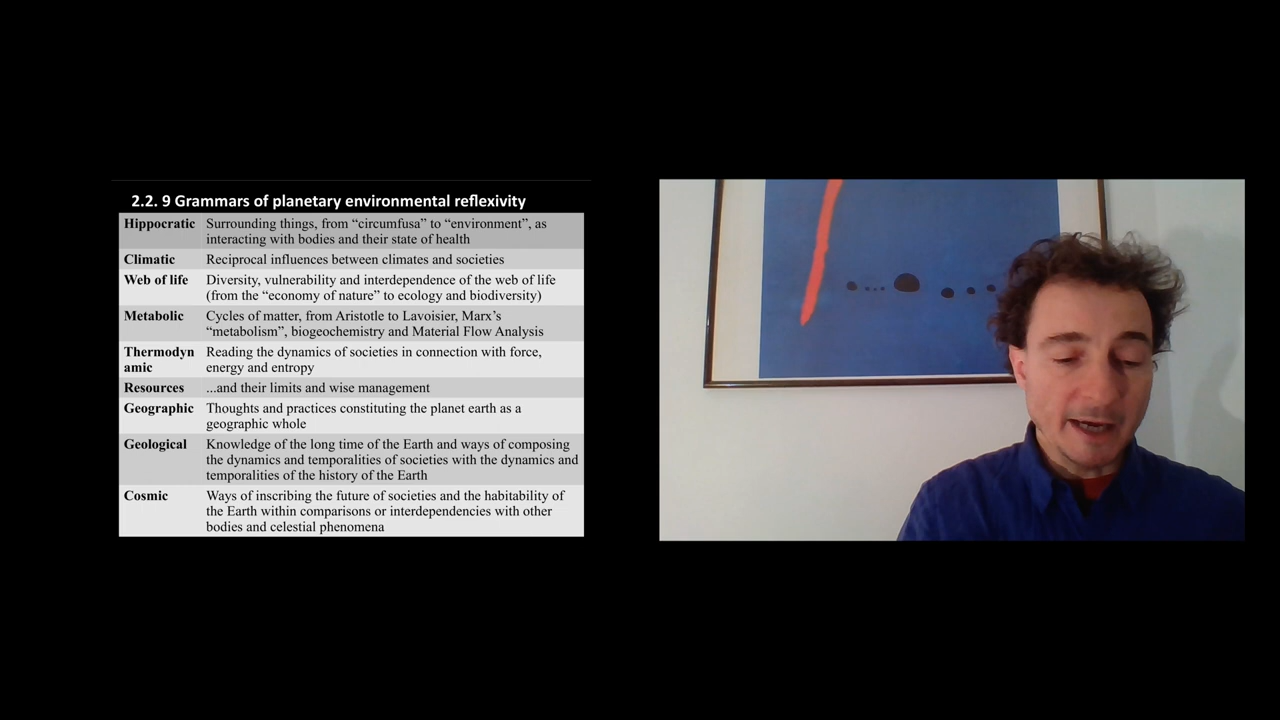 2.2. 9 Grammars of planetary environmental reflexivity
Hippocratic Surrounding things, from “circumfusa” to “environment”, as
interacting with bodies and their state of health
Climatic Reciprocal influences between climates and societies
Web of life Diversity, vulnerability and interdependence of the web of life
(from the “economy of nature” to ecology and biodiversity)
Metabolic Cycles of matter, from Aristotle to Lavoisier, Marx’s
“metabolism”, biogeochemistry and Material Flow Analysis
Thermodyn Reading the dynamics of societies in connection with force,
amic energy and entropy
Resources ...and their limits and wise management
Geographic Thoughts and practices constituting the planet earth as a
geographic whole
Geological Knowledge of the long time of the Earth and ways of composing
the dynamics and temporalities of societies with the dynamics and
temporalities of the history of the Earth
Cosmic Ways of inscribing the future of societies and the habitability of
the Earth within comparisons or interdependencies with other
bodies and celestial phenomena